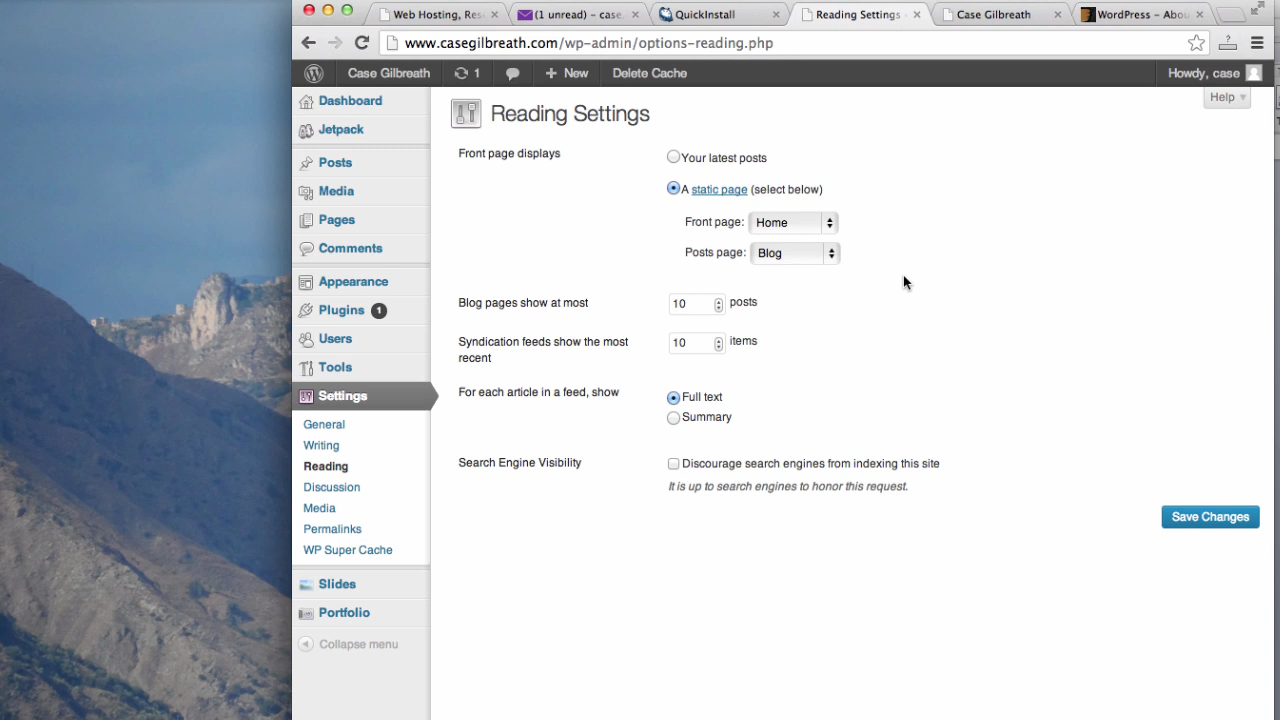 Web Hosting, Res
(1 unread) – case.
QuickInstall
Reading Settings
Case Gilbreath
WordPress – Abou
www.casegilbreath.com/wp-admin/options-reading.php
Case Gilbreath
1
New
Delete Cache
Howdy, case
Help
Dashboard
Jetpack
Posts
Media
Pages
Comments
Appearance
Plugins 1
Users
Tools
Settings
General
Writing
Reading
Discussion
Media
Permalinks
WP Super Cache
Slides
Portfolio
Collapse menu
Reading Settings
Front page displays
Your latest posts
A static page (select below)
Front page: Home
Posts page: Blog
Blog pages show at most
10 posts
Syndication feeds show the most
recent
10 items
For each article in a feed, show
Full text
Summary
Search Engine Visibility
Discourage search engines from indexing this site
It is up to search engines to honor this request.
Save Changes